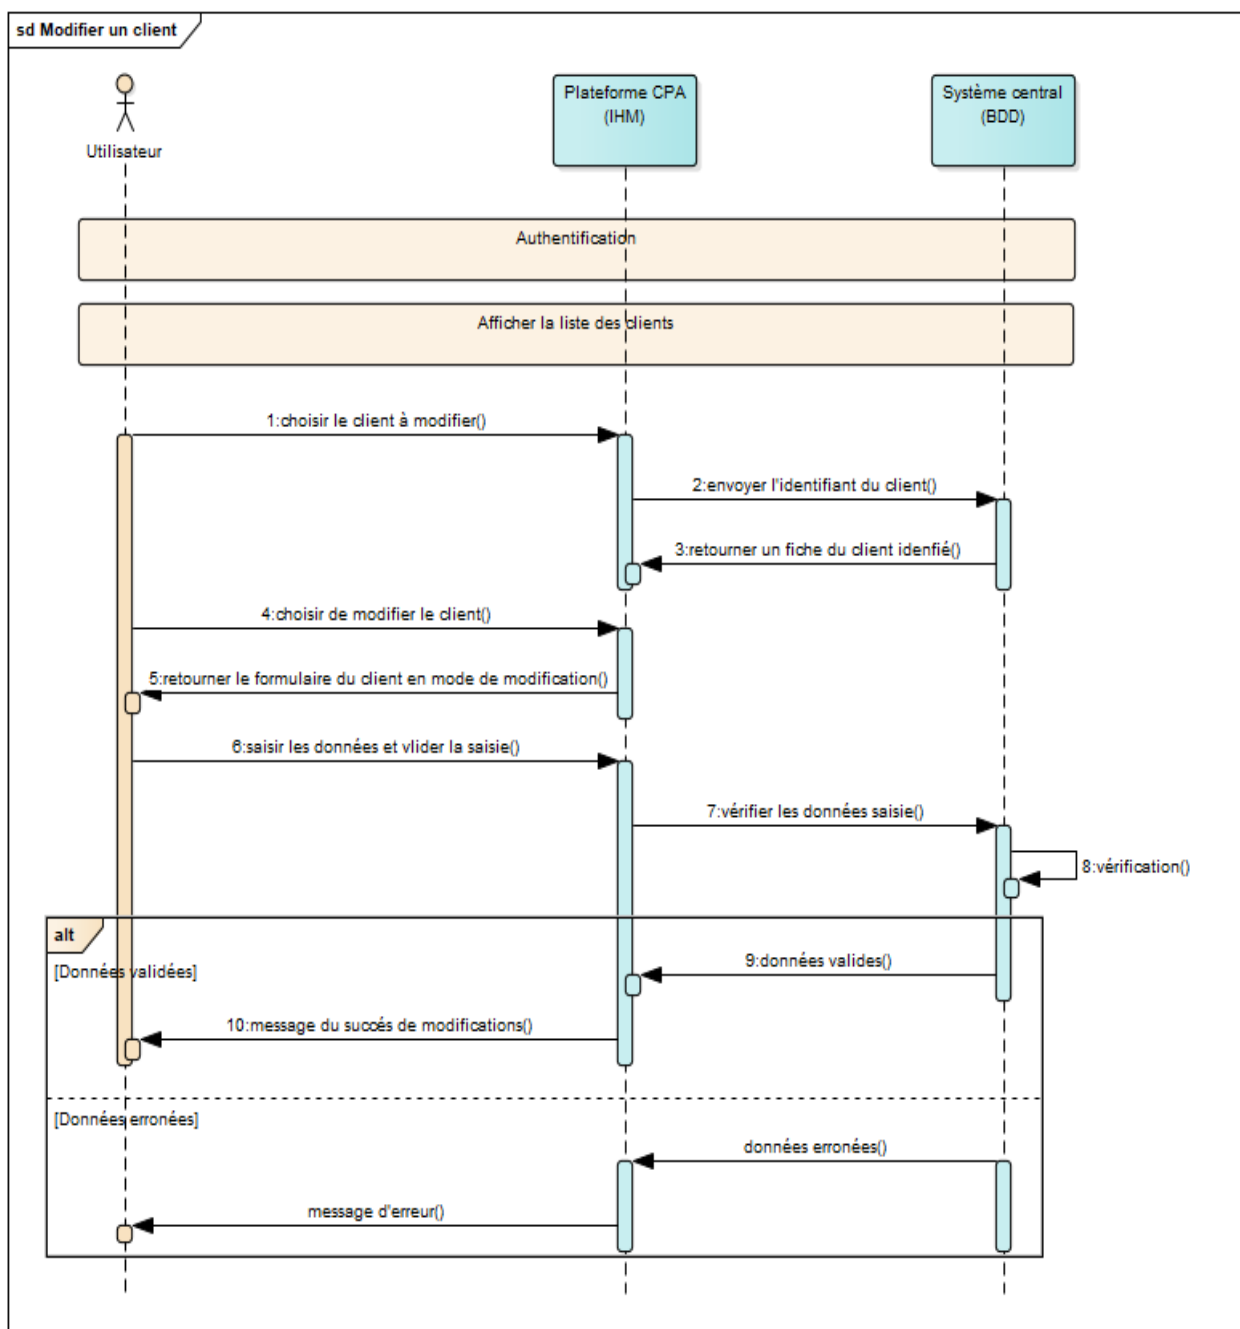 sd Modifier un client
Plateforme CPA
(IHM)
Système central
(BDD)
Utilisateur
Authentification
Afficher la liste des clients
1:choisir le client à modifier()
2:envoyer l'identifiant du client()
3:retourner un fiche du client idenfié()
4:choisir de modifier le client()
5:retourner le formulaire du client en mode de modification()
6:saisir les données et vlider la saisie()
7:vérifier les données saisie()
8:vérification()
alt
[Données validées]
9:données valides()
10:message du succés de modifications()
[Données erronées]
données erronées()
message d'erreur()